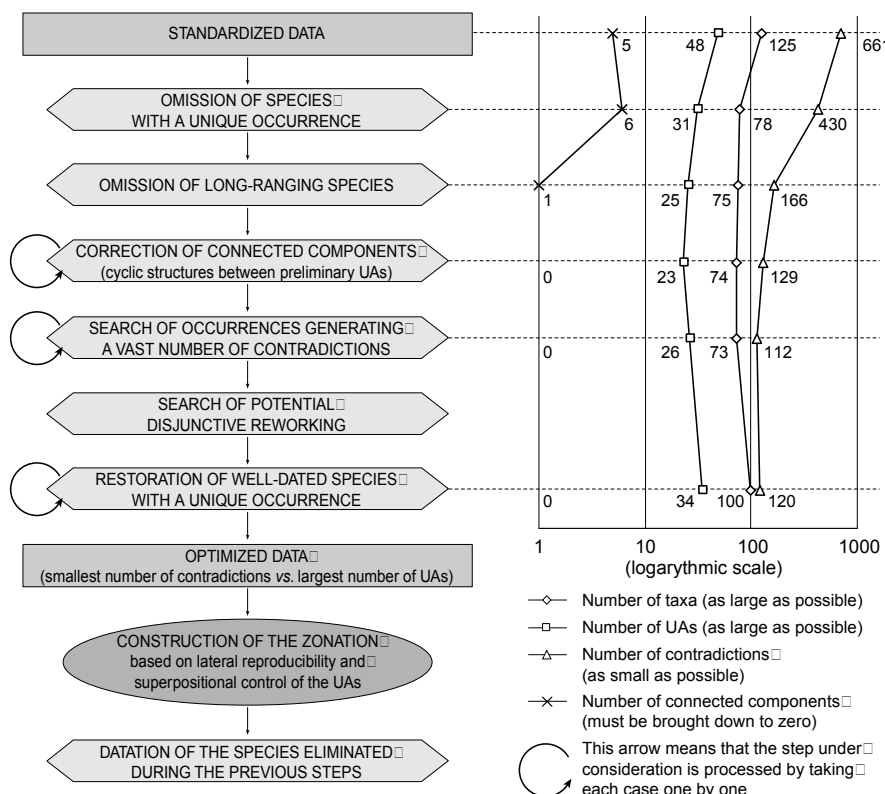 STANDARDIZED DATA
OMISSION OF SPECIES
WITH A UNIQUE OCCURRENCE
OMISSION OF LONG-RANGING SPECIES
CORRECTION OF CONNECTED COMPONENTS
(cyclic structures between preliminary UAs)
SEARCH OF OCCURRENCES GENERATING
A VAST NUMBER OF CONTRADICTIONS
SEARCH OF POTENTIAL
DISJUNCTIVE REWORKING
RESTORATION OF WELL-DATED SPECIES
WITH A UNIQUE OCCURRENCE
OPTIMIZED DATA
(smallest number of contradictions vs. largest number of UAs)
CONSTRUCTION OF THE ZONATION
based on lateral reproducibility and
superpositional control of the UAs
DATATION OF THE SPECIES ELIMINATED
DURING THE PREVIOUS STEPS
5 48 125 661
6 31 78 430
1 25 75 166
0 23 74 129
0 26 73 112
0 34 100 120
1 10 100 1000
(logarythmic scale)
Number of taxa (as large as possible)
Number of UAs (as large as possible)
Number of contradictions
(as small as possible)
Number of connected components
(must be brought down to zero)
This arrow means that the step under
consideration is processed by taking
each case one by one